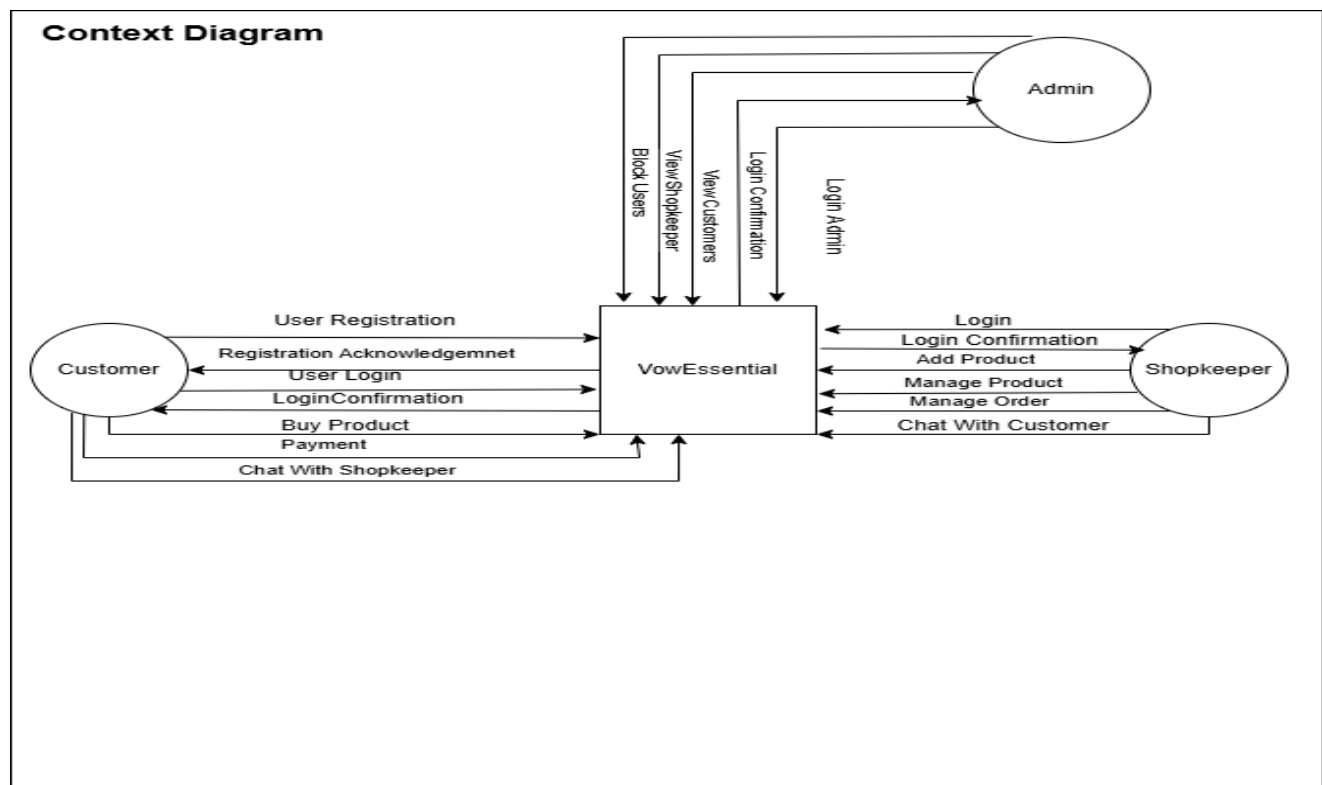 Context Diagram
Admin
Block Users
ViewShopkeeper
ViewCustomers
Login Confirmation
Login Admin
User Registration
Registration Acknowledgemnet
User Login
LoginConfirmation
Buy Product
Payment
Chat With Shopkeeper
Customer
VowEssential
Login
Login Confirmation
Add Product
Manage Product
Manage Order
Chat With Customer
Shopkeeper